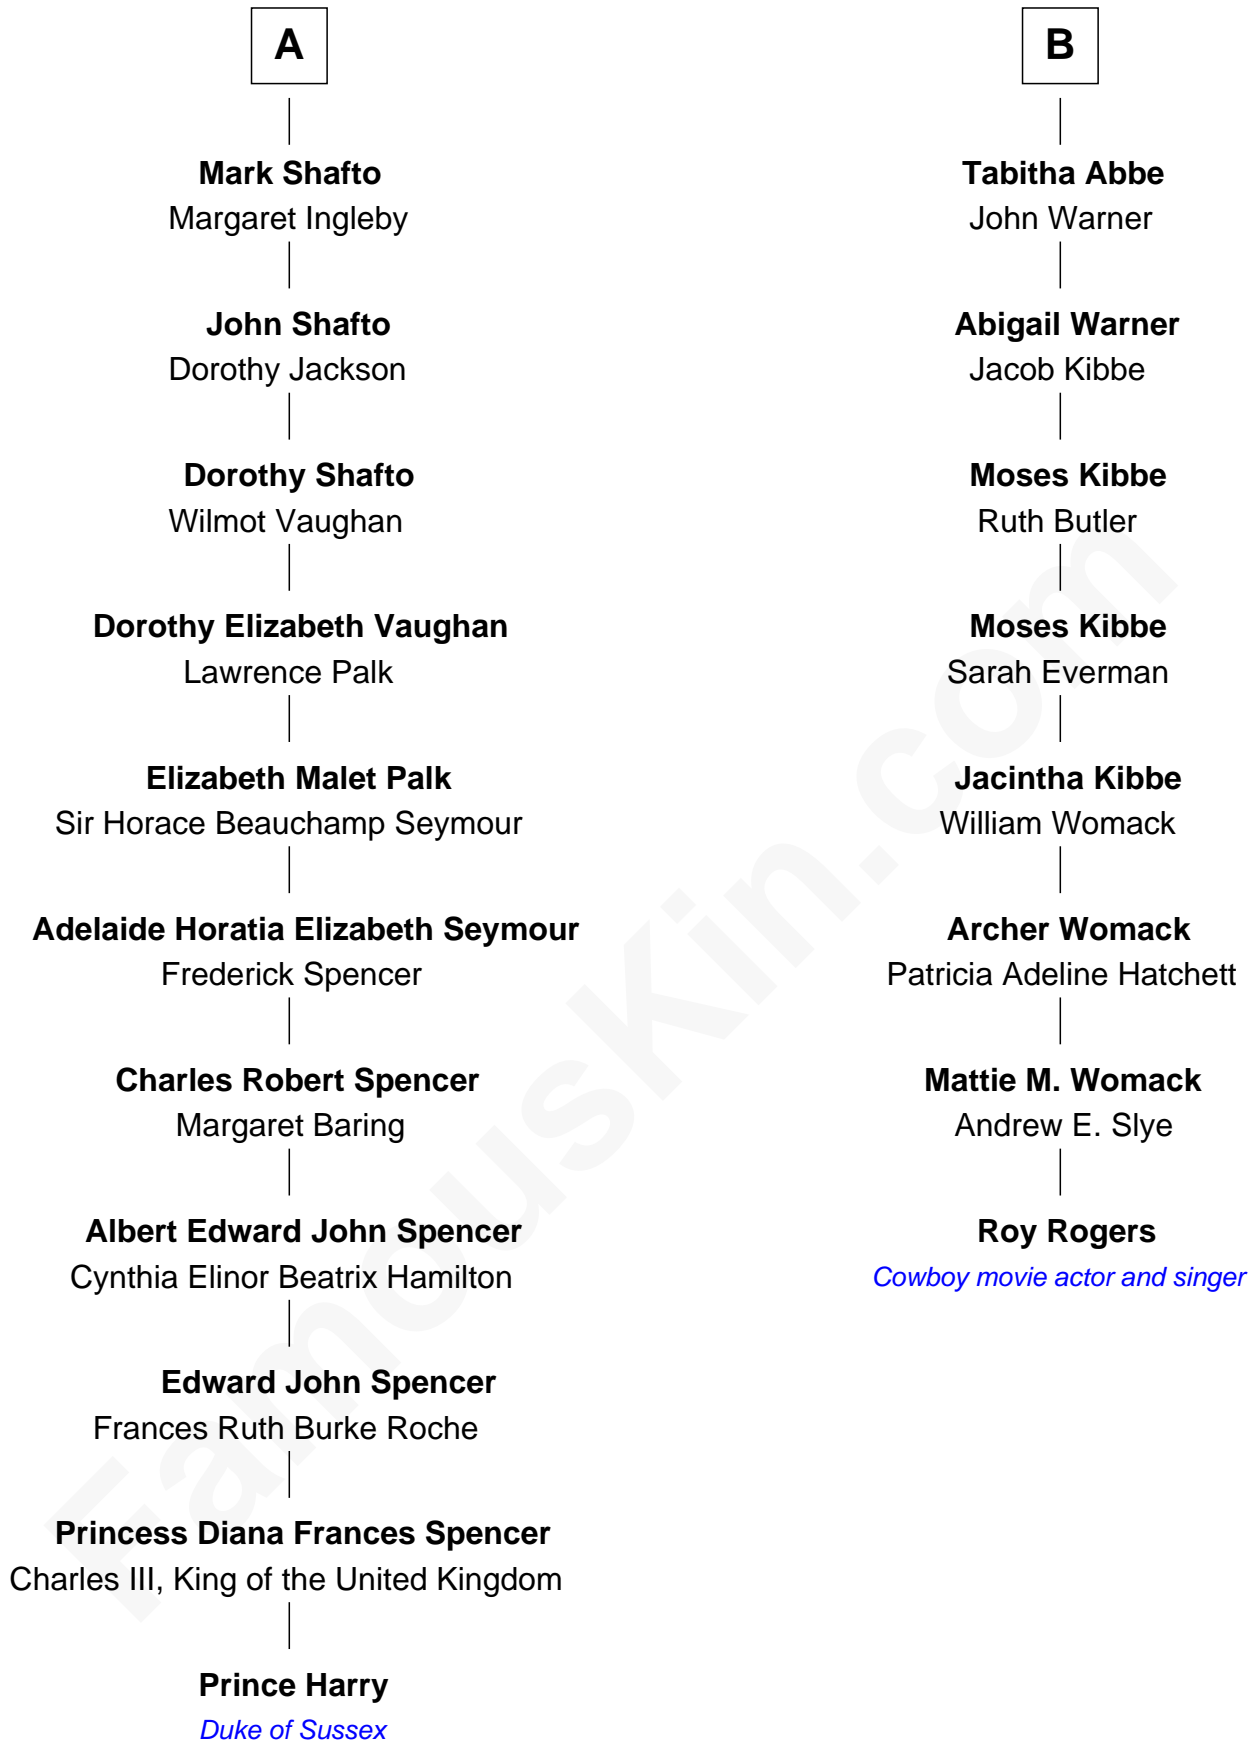 A
Mark Shafto
Margaret Ingleby
John Shafto
Dorothy Jackson
Dorothy Shafto
Wilmot Vaughan
Dorothy Elizabeth Vaughan
Lawrence Palk
Elizabeth Malet Palk
Sir Horace Beauchamp Seymour
Adelaide Horatia Elizabeth Seymour
Frederick Spencer
Charles Robert Spencer
Margaret Baring
Albert Edward John Spencer
Cynthia Elinor Beatrix Hamilton
Edward John Spencer
Frances Ruth Burke Roche
Princess Diana Frances Spencer
Charles III, King of the United Kingdom
Prince Harry
Duke of Sussex
B
Tabitha Abbe
John Warner
Abigail Warner
Jacob Kibbe
Moses Kibbe
Ruth Butler
Moses Kibbe
Sarah Everman
Jacintha Kibbe
William Womack
Archer Womack
Patricia Adeline Hatchett
Mattie M. Womack
Andrew E. Slye
Roy Rogers
Cowboy movie actor and singer
FamousKin.com